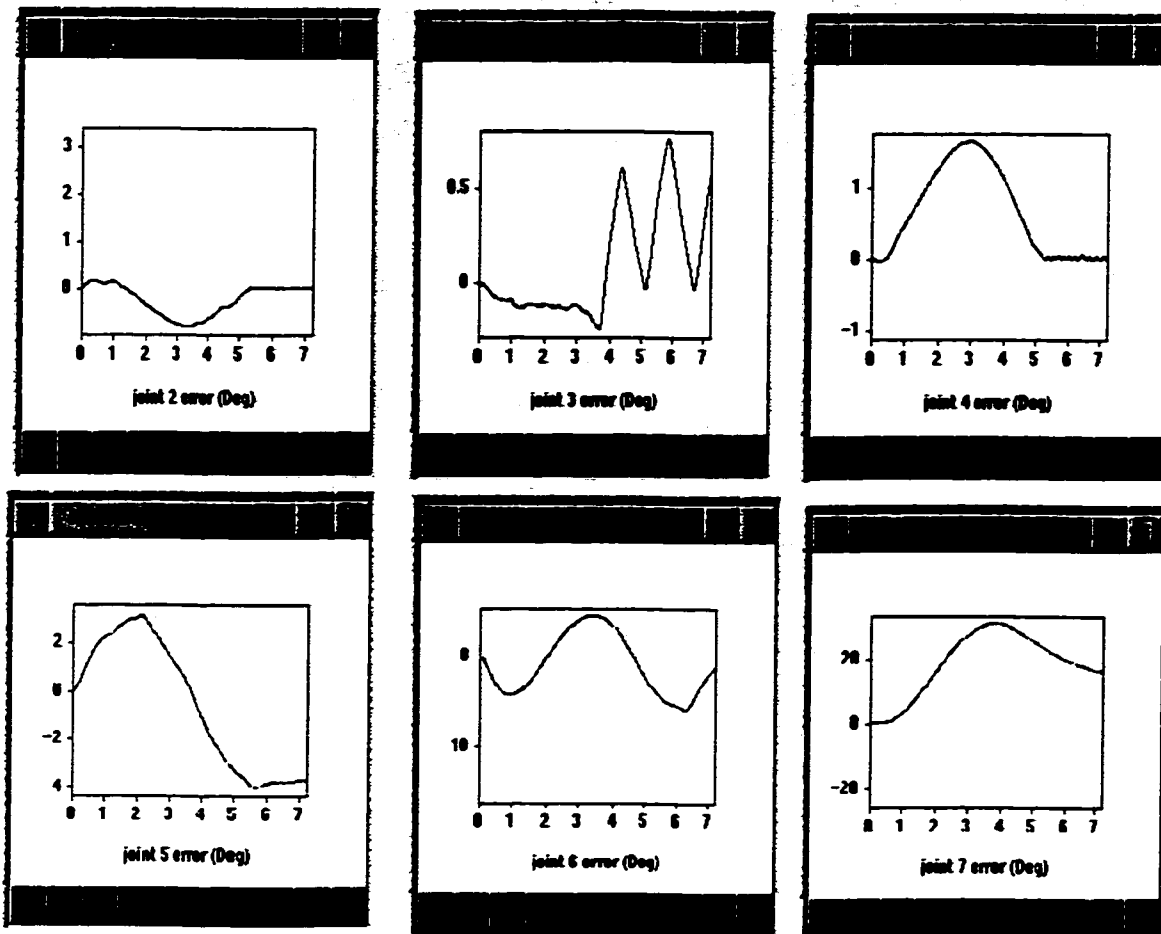 3
2
1
0
0 1 2 3 4 5 6 7
joint 2 error (Deg)
0.5
0
0 1 2 3 4 5 6 7
joint 3 error (Deg)
1
0
-1
0 1 2 3 4 5 6 7
joint 4 error (Deg)
2
0
-2
4
0 1 2 3 4 5 6 7
joint 5 error (Deg)
0
10
0 1 2 3 4 5 6 7
joint 6 error (Deg)
20
0
-20
0 1 2 3 4 5 6 7
joint 7 error (Deg)